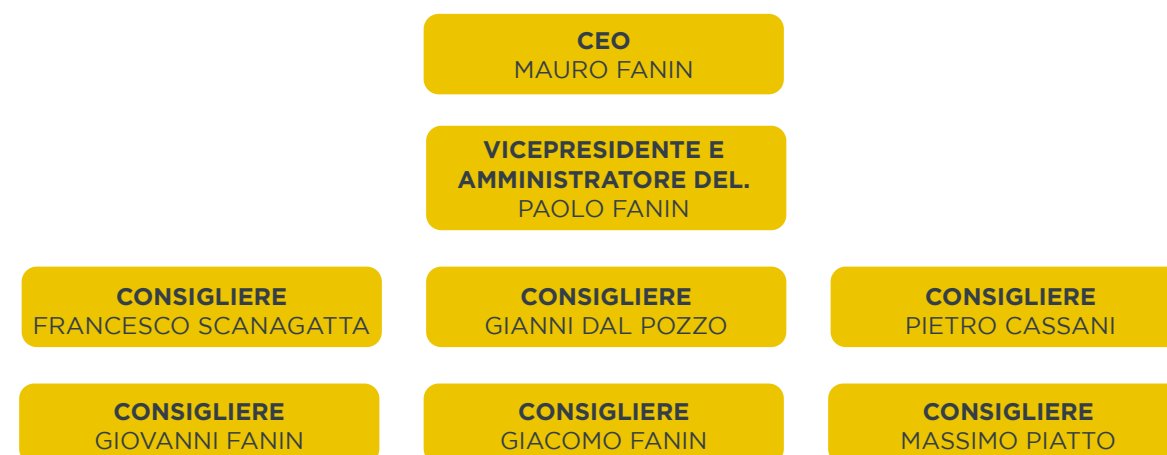 CEO
MAURO FANIN
VICEPRESIDENTE E
AMMINISTRATORE DEL.
PAOLO FANIN
CONSIGLIERE
FRANCESCO SCANAGATTA
CONSIGLIERE
GIANNI DAL POZZO
CONSIGLIERE
PIETRO CASSANI
CONSIGLIERE
GIOVANNI FANIN
CONSIGLIERE
GIACOMO FANIN
CONSIGLIERE
MASSIMO PIATTO